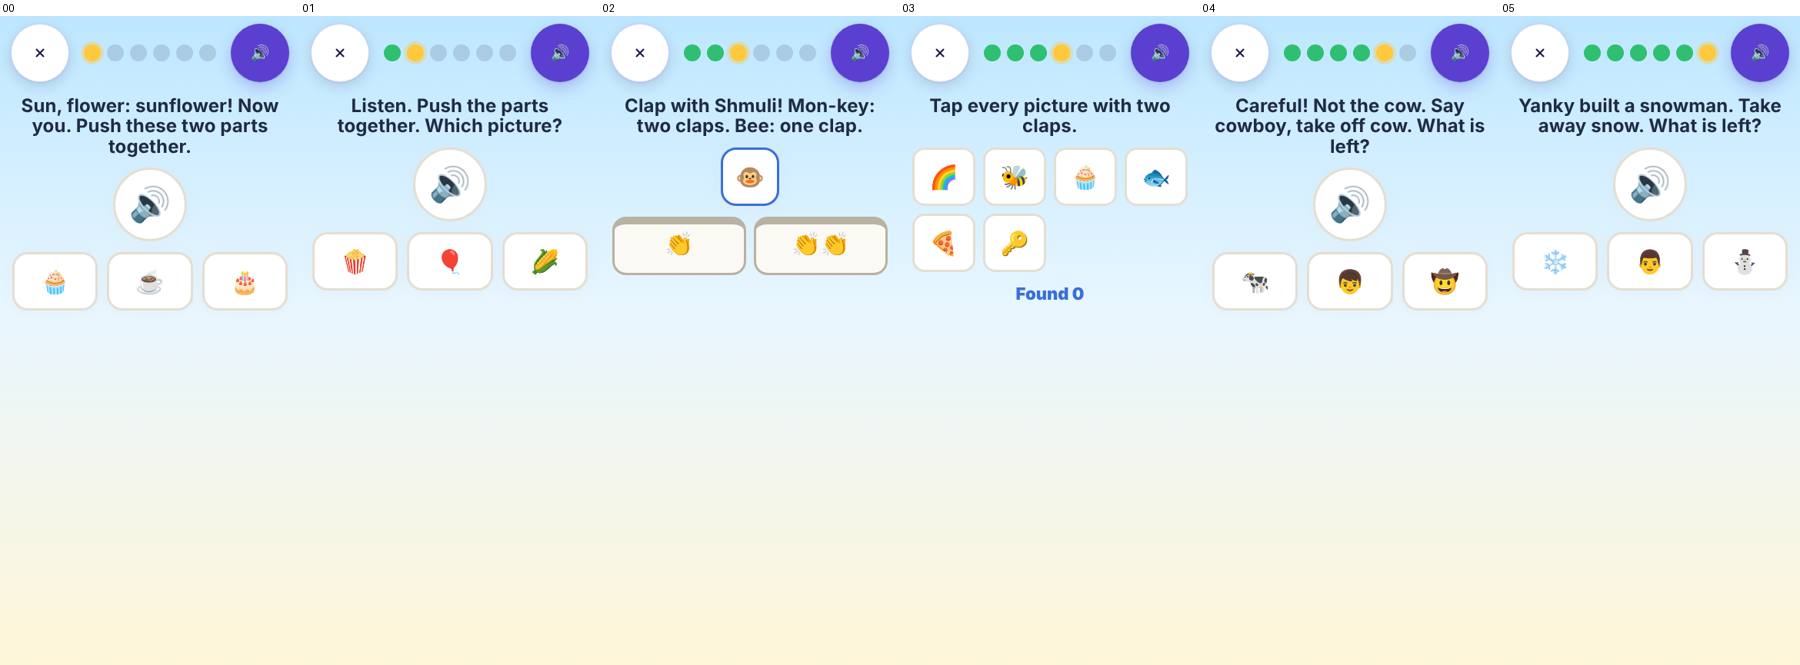 00 01 02 03 04 05
Sun, flower: sunflower! Now
you. Push these two parts
together.
Listen. Push the parts
together. Which picture?
Clap with Shmuli! Mon-key:
two claps. Bee: one clap.
Tap every picture with two
claps.
Found 0
Careful! Not the cow. Say
cowboy, take off cow. What is
left?
Yanky built a snowman. Take
away snow. What is left?